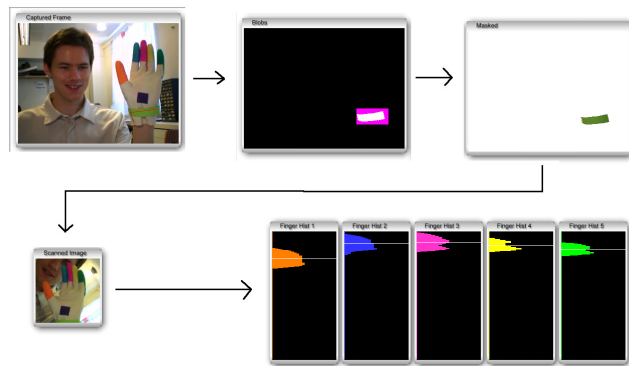 Captured Frame
Blobs
Masked
Scanned Image
Finger Hist 1
Finger Hist 2
Finger Hist 3
Finger Hist 4
Finger Hist 5